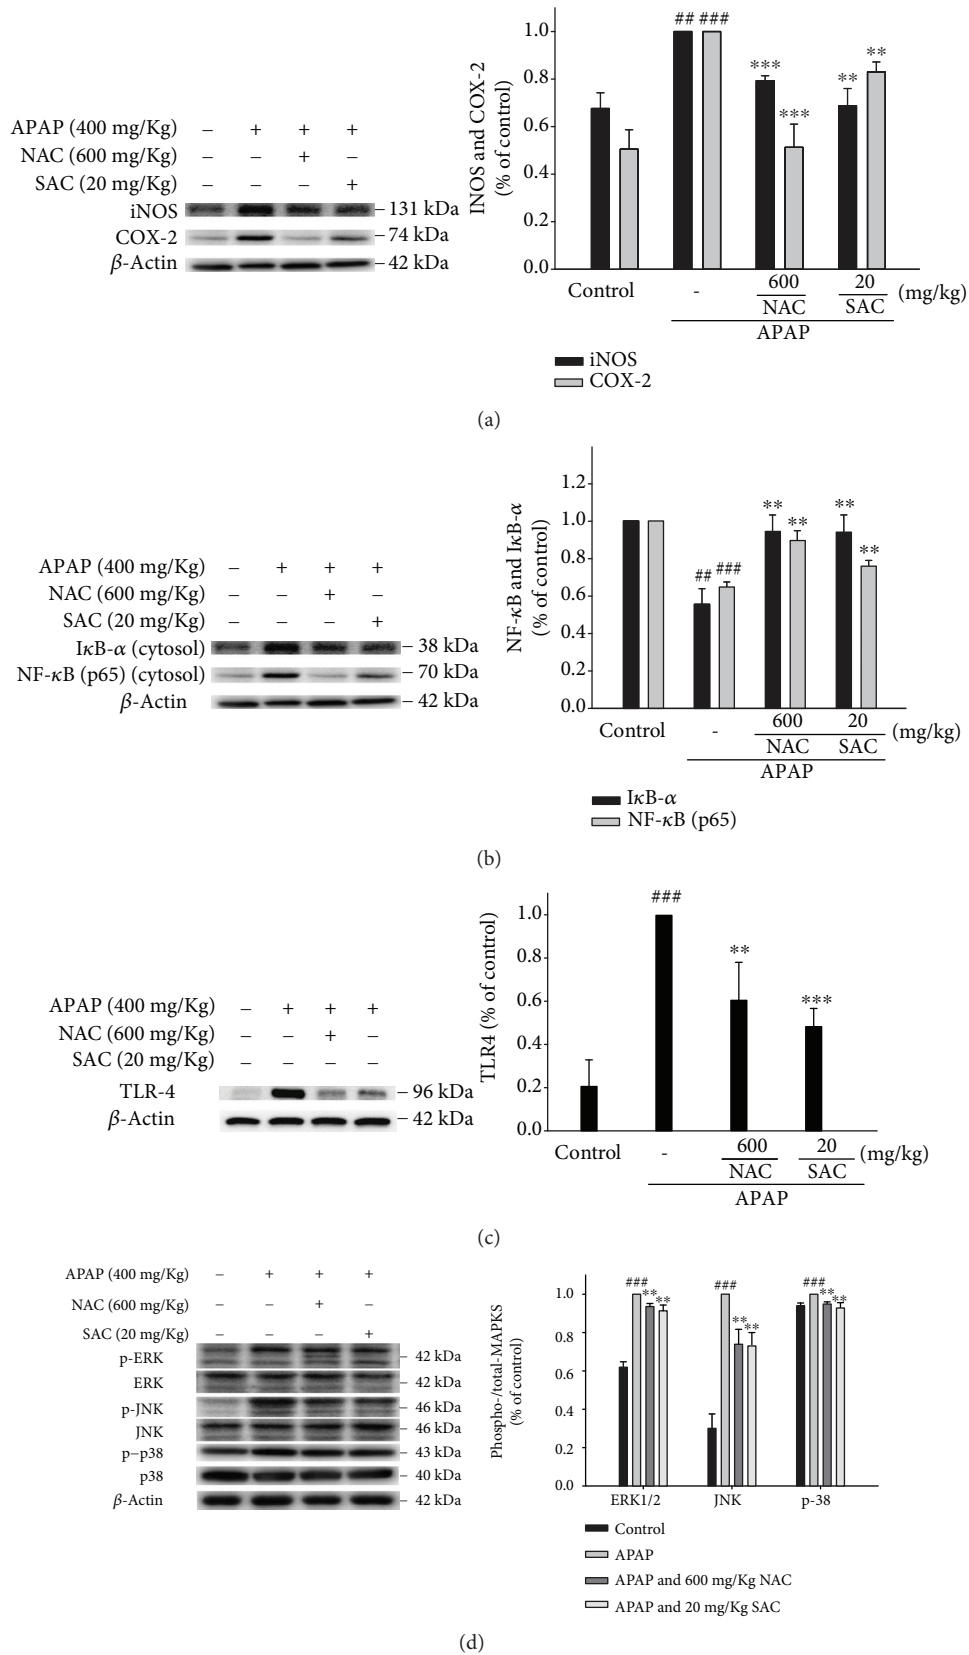 APAP (400 mg/Kg) – + + +
NAC (600 mg/Kg) – – + –
SAC (20 mg/Kg) – – – +
iNOS – 131 kDa
COX-2 – 74 kDa
β-Actin – 42 kDa
INOS and COX-2
(% of control)
1.0
0.8
0.6
0.4
0.2
0.0
## ###
***
***
**
**
Control - 600 20 (mg/kg)
NAC SAC
APAP
iNOS
COX-2
(a)
APAP (400 mg/Kg) – + + +
NAC (600 mg/Kg) – – + –
SAC (20 mg/Kg) – – – +
IκB-α (cytosol) – 38 kDa
NF-κB (p65) (cytosol) – 70 kDa
β-Actin – 42 kDa
NF-κB and IκB-α
(% of control)
1.2
1.0
0.8
0.6
0.4
0.2
0.0
## ###
**
**
**
**
Control - 600 20 (mg/kg)
NAC SAC
APAP
IκB-α
NF-κB (p65)
(b)
APAP (400 mg/Kg) – + + +
NAC (600 mg/Kg) – – + –
SAC (20 mg/Kg) – –
TLR-4 – 96 kDa
β-Actin – 42 kDa
TLR4 (% of control)
1.0
0.8
0.6
0.4
0.2
0.0
###
**
***
Control - 600 20 (mg/kg)
NAC SAC
APAP
(c)
APAP (400 mg/Kg) – + + +
NAC (600 mg/Kg) – – + –
SAC (20 mg/Kg) – – – +
p-ERK – 42 kDa
ERK – 42 kDa
p-JNK – 46 kDa
JNK – 46 kDa
p–p38 – 43 kDa
p38 – 40 kDa
β-Actin – 42 kDa
Phospho-/total-MAPKS
(% of control)
1.0
0.8
0.6
0.4
0.2
0.0
###
**
**
###
**
**
###
**
**
ERK1/2 JNK p-38
Control
APAP
APAP and 600 mg/Kg NAC
APAP and 20 mg/Kg SAC
(d)